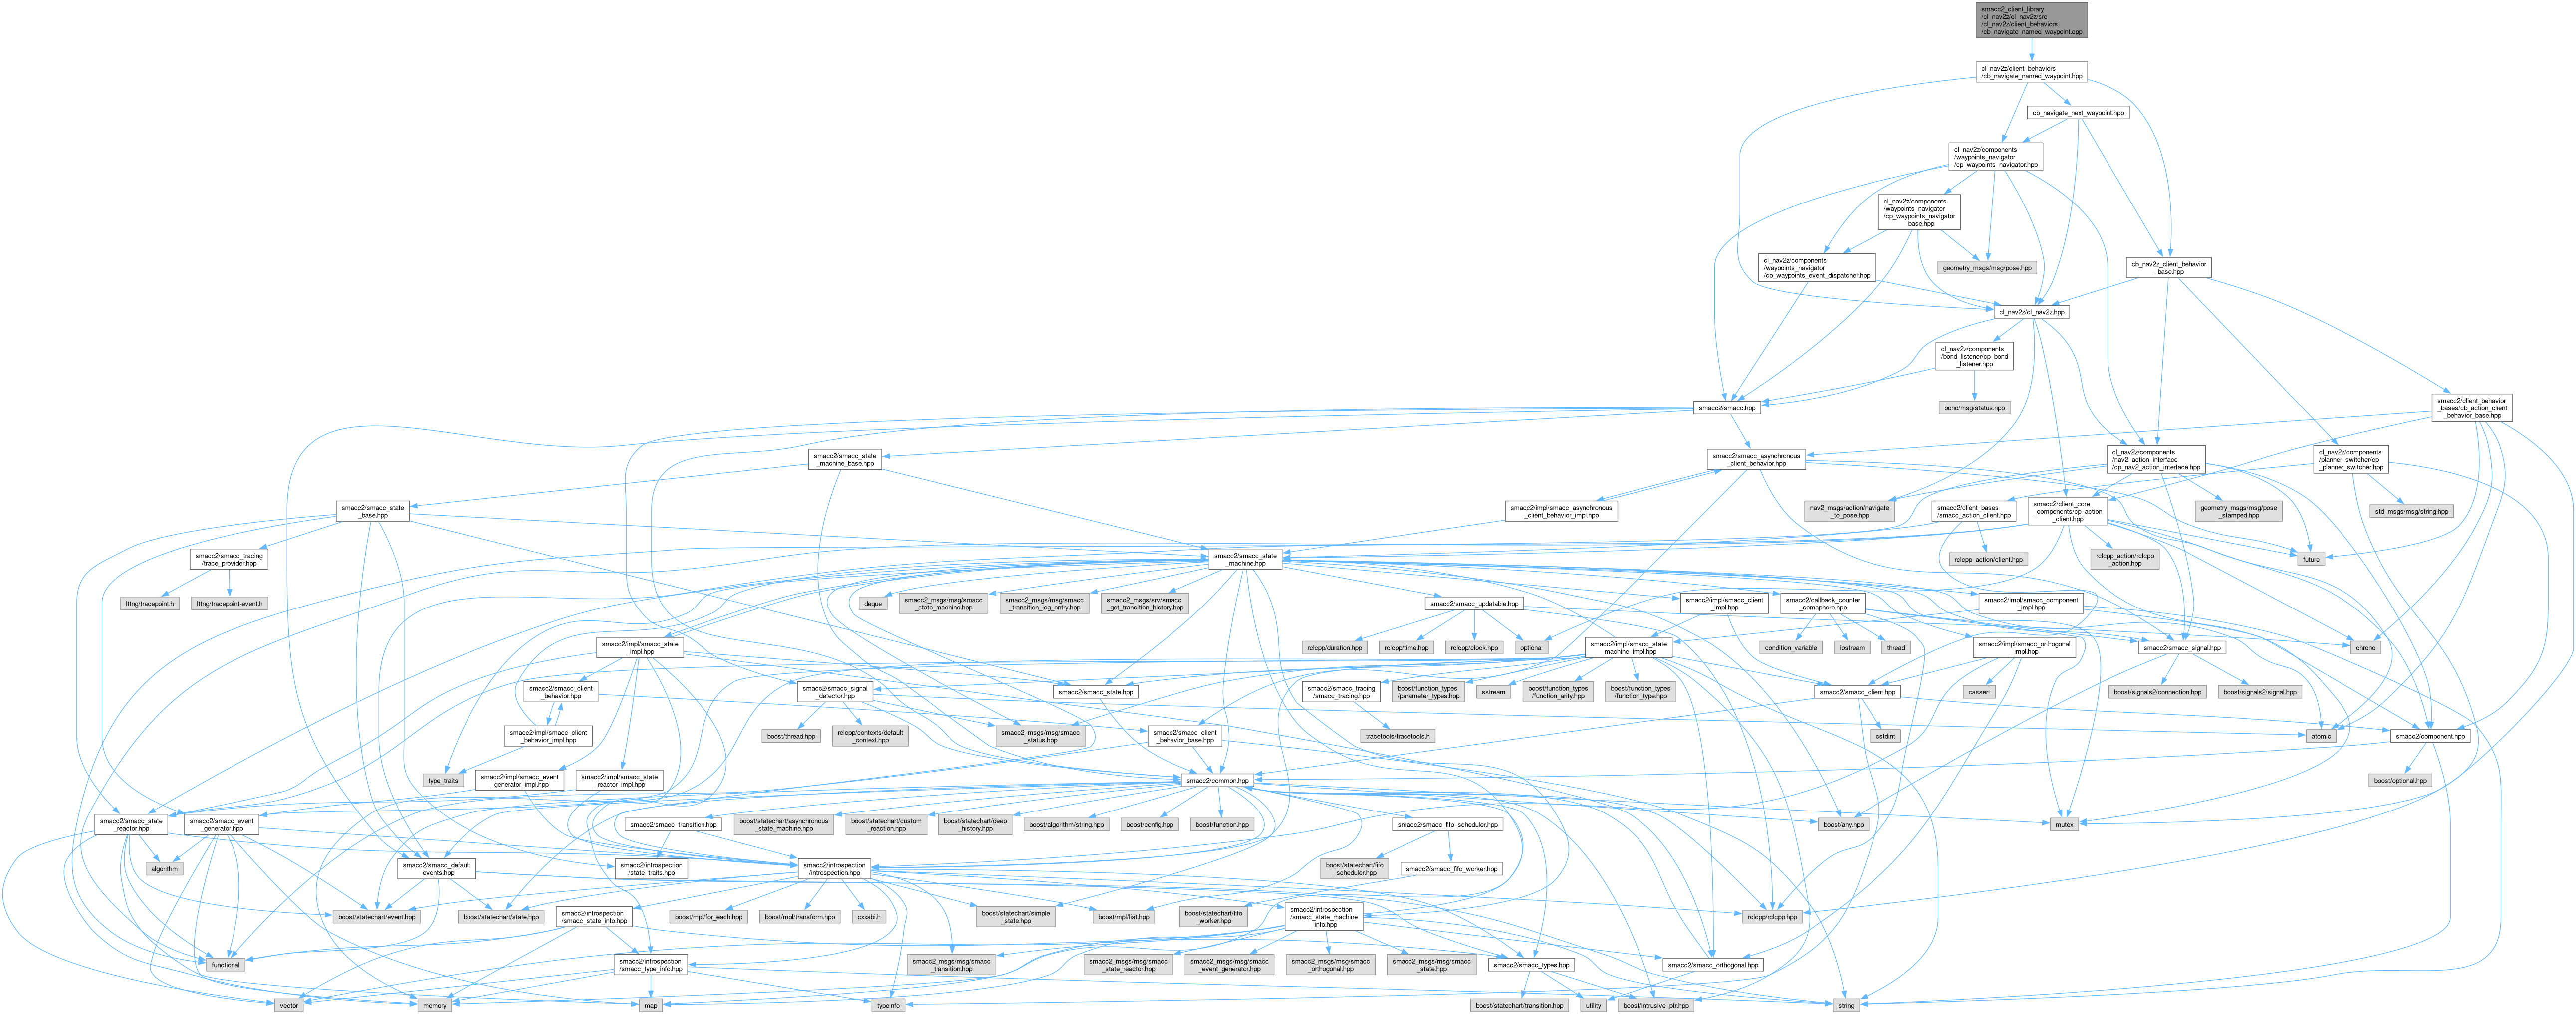 smacc2_client_library
/cl_nav2z/cl_nav2z/src
/cl_nav2z/client_behaviors
/cb_navigate_named_waypoint.cpp
cl_nav2z/client_behaviors
/cb_navigate_named_waypoint.hpp
cb_navigate_next_waypoint.hpp
cl_nav2z/components
/waypoints_navigator
/cp_waypoints_navigator.hpp
cl_nav2z/components
/waypoints_navigator
/cp_waypoints_navigator
_base.hpp
cl_nav2z/components
/waypoints_navigator
/cp_waypoints_event_dispatcher.hpp
geometry_msgs/msg/pose.hpp
cb_nav2z_client_behavior
_base.hpp
cl_nav2z/cl_nav2z.hpp
cl_nav2z/components
/bond_listener/cp_bond
_listener.hpp
bond/msg/status.hpp
smacc2/smacc.hpp
smacc2/client_behavior
_bases/cb_action_client
_behavior_base.hpp
smacc2/smacc_state
_machine_base.hpp
smacc2/smacc_asynchronous
_client_behavior.hpp
cl_nav2z/components
/nav2_action_interface
/cp_nav2_action_interface.hpp
cl_nav2z/components
/planner_switcher/cp
_planner_switcher.hpp
smacc2/smacc_state
_base.hpp
smacc2/impl/smacc_asynchronous
_client_behavior_impl.hpp
nav2_msgs/action/navigate
_to_pose.hpp
smacc2/client_bases
/smacc_action_client.hpp
smacc2/client_core
_components/cp_action
_client.hpp
geometry_msgs/msg/pose
_stamped.hpp
std_msgs/msg/string.hpp
smacc2/smacc_tracing
/trace_provider.hpp
smacc2/smacc_state
_machine.hpp
rclcpp_action/client.hpp
rclcpp_action/rclcpp
_action.hpp
future
lttng/tracepoint.h
lttng/tracepoint-event.h
deque
smacc2_msgs/msg/smacc
_state_machine.hpp
smacc2_msgs/msg/smacc
_transition_log_entry.hpp
smacc2_msgs/srv/smacc
_get_transition_history.hpp
smacc2/smacc_updatable.hpp
smacc2/impl/smacc_client
_impl.hpp
smacc2/callback_counter
_semaphore.hpp
smacc2/impl/smacc_component
_impl.hpp
smacc2/impl/smacc_state
_impl.hpp
rclcpp/duration.hpp
rclcpp/time.hpp
rclcpp/clock.hpp
optional
smacc2/impl/smacc_state
_machine_impl.hpp
condition_variable
iostream
thread
smacc2/impl/smacc_orthogonal
_impl.hpp
smacc2/smacc_signal.hpp
chrono
smacc2/smacc_client
_behavior.hpp
smacc2/smacc_signal
_detector.hpp
smacc2/smacc_state.hpp
smacc2/smacc_tracing
/smacc_tracing.hpp
boost/function_types
/parameter_types.hpp
sstream
boost/function_types
/function_arity.hpp
boost/function_types
/function_type.hpp
smacc2/smacc_client.hpp
cassert
boost/signals2/connection.hpp
boost/signals2/signal.hpp
smacc2/impl/smacc_client
_behavior_impl.hpp
boost/thread.hpp
rclcpp/contexts/default
_context.hpp
smacc2_msgs/msg/smacc
_status.hpp
smacc2/smacc_client
_behavior_base.hpp
tracetools/tracetools.h
cstdint
atomic
smacc2/component.hpp
type_traits
smacc2/impl/smacc_event
_generator_impl.hpp
smacc2/impl/smacc_state
_reactor_impl.hpp
smacc2/common.hpp
boost/optional.hpp
smacc2/smacc_state
_reactor.hpp
smacc2/smacc_event
_generator.hpp
smacc2/smacc_transition.hpp
boost/statechart/asynchronous
_state_machine.hpp
boost/statechart/custom
_reaction.hpp
boost/statechart/deep
_history.hpp
boost/algorithm/string.hpp
boost/config.hpp
boost/function.hpp
smacc2/smacc_fifo_scheduler.hpp
boost/any.hpp
mutex
algorithm
smacc2/smacc_default
_events.hpp
smacc2/introspection
/state_traits.hpp
smacc2/introspection
/introspection.hpp
boost/statechart/fifo
_scheduler.hpp
smacc2/smacc_fifo_worker.hpp
boost/statechart/event.hpp
boost/statechart/state.hpp
smacc2/introspection
/smacc_state_info.hpp
boost/mpl/for_each.hpp
boost/mpl/transform.hpp
cxxabi.h
boost/statechart/simple
_state.hpp
boost/mpl/list.hpp
boost/statechart/fifo
_worker.hpp
smacc2/introspection
/smacc_state_machine
_info.hpp
rclcpp/rclcpp.hpp
functional
smacc2/introspection
/smacc_type_info.hpp
smacc2_msgs/msg/smacc
_transition.hpp
smacc2_msgs/msg/smacc
_state_reactor.hpp
smacc2_msgs/msg/smacc
_event_generator.hpp
smacc2_msgs/msg/smacc
_orthogonal.hpp
smacc2_msgs/msg/smacc
_state.hpp
smacc2/smacc_types.hpp
smacc2/smacc_orthogonal.hpp
vector
memory
map
typeinfo
boost/statechart/transition.hpp
utility
boost/intrusive_ptr.hpp
string